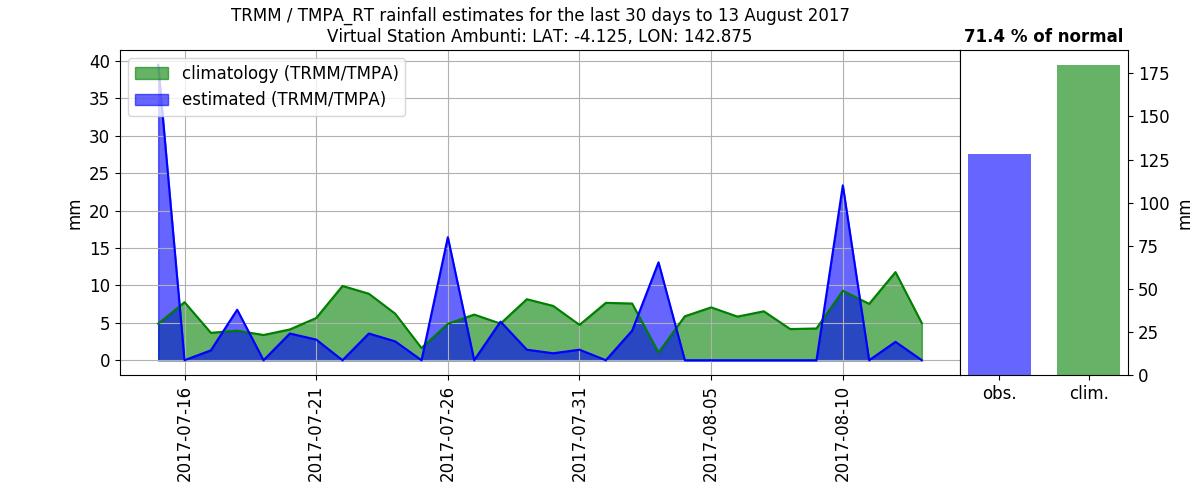 TRMM / TMPA_RT rainfall estimates for the last 30 days to 13 August 2017
Virtual Station Ambunti: LAT: -4.125, LON: 142.875
71.4 % of normal
climatology (TRMM/TMPA)
estimated (TRMM/TMPA)
mm
40
35
30
25
20
15
10
5
0
2017-07-16
2017-07-21
2017-07-26
2017-07-31
2017-08-05
2017-08-10
175
150
125
100
75
50
25
0
mm
obs.
clim.